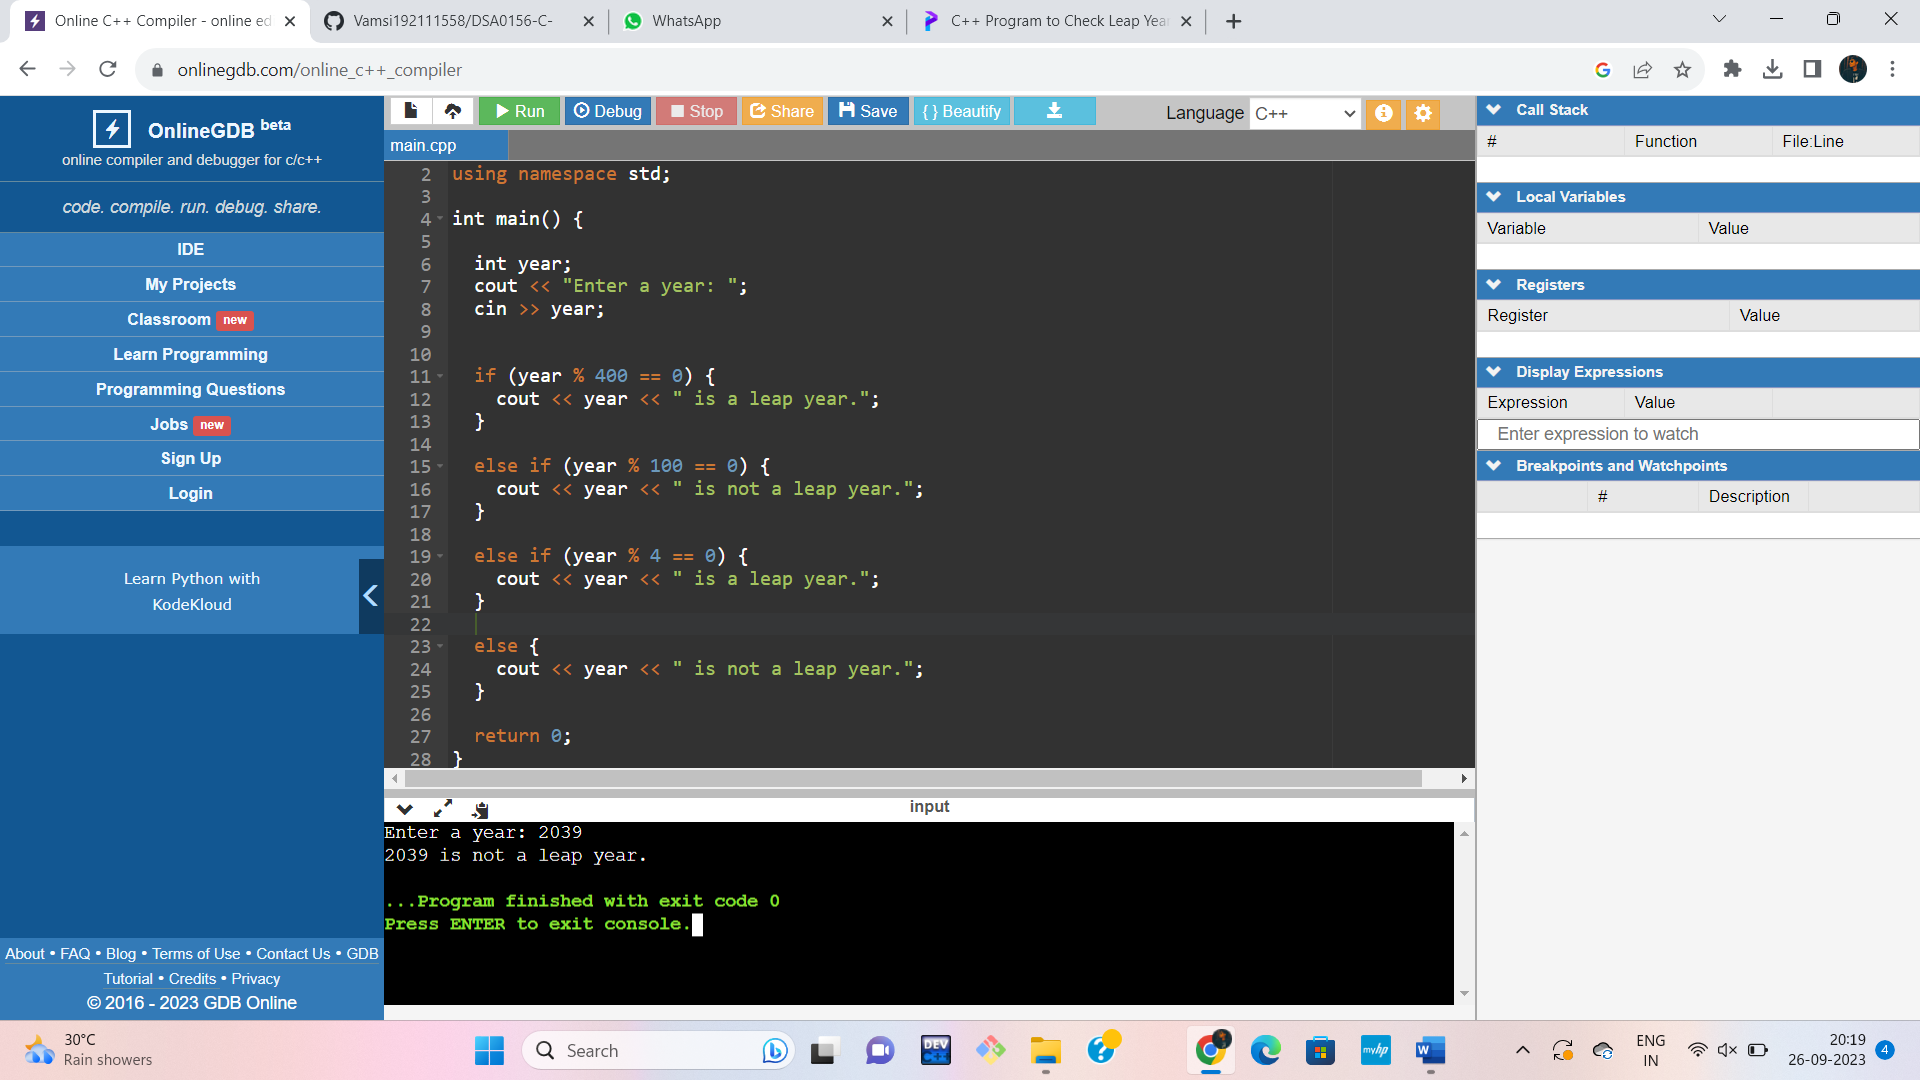 Online C++ Compiler - online ed
Vamsi192111558/DSA0156-C-
WhatsApp
C++ Program to Check Leap Year
onlinegdb.com/online_c++_compiler
OnlineGDB beta
online compiler and debugger for c/c++
code. compile. run. debug. share.
IDE
My Projects
Classroom new
Learn Programming
Programming Questions
Jobs new
Sign Up
Login
Learn Python with
KodeKloud
About • FAQ • Blog • Terms of Use • Contact Us • GDB
Tutorial • Credits • Privacy
© 2016 - 2023 GDB Online
Run Debug Stop Share Save { } Beautify Language C++
main.cpp
2 using namespace std;
3
4 int main() {
5
6 int year;
7 cout << "Enter a year: ";
8 cin >> year;
9
10
11 if (year % 400 == 0) {
12 cout << year << " is a leap year.";
13 }
14
15 else if (year % 100 == 0) {
16 cout << year << " is not a leap year.";
17 }
18
19 else if (year % 4 == 0) {
20 cout << year << " is a leap year.";
21 }
22
23 else {
24 cout << year << " is not a leap year.";
25 }
26
27 return 0;
28 }
input
Enter a year: 2039
2039 is not a leap year.
...Program finished with exit code 0
Press ENTER to exit console.
Call Stack
# Function File:Line
Local Variables
Variable Value
Registers
Register Value
Display Expressions
Expression Value
Enter expression to watch
Breakpoints and Watchpoints
# Description
30°C
Rain showers
Search
DEV
C++
myhp
W
ENG
IN
20:19
26-09-2023
4